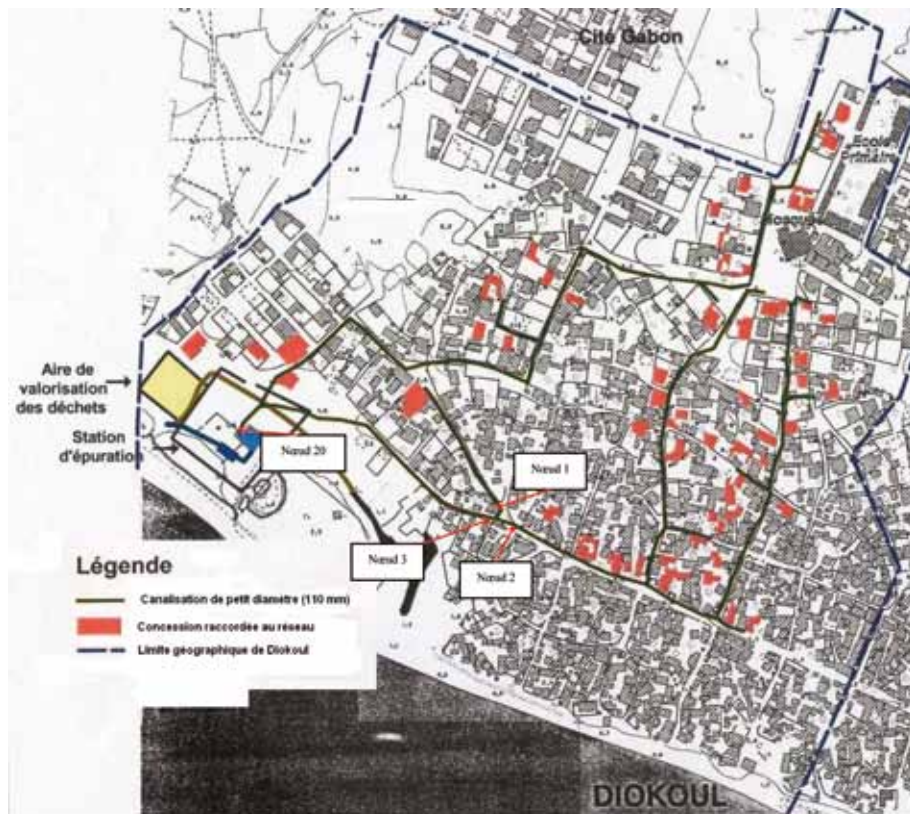 Cité Gabon
Ecole
Primaire
Mosquée
Aire de
valorisation
des déchets
Station
d'épuration
Nœud 20
Nœud 1
Nœud 3
Nœud 2
Légende
Canalisation de petit diamètre (110 mm)
Concession raccordée au réseau
Limite géographique de Diokoul
DIOKOUL